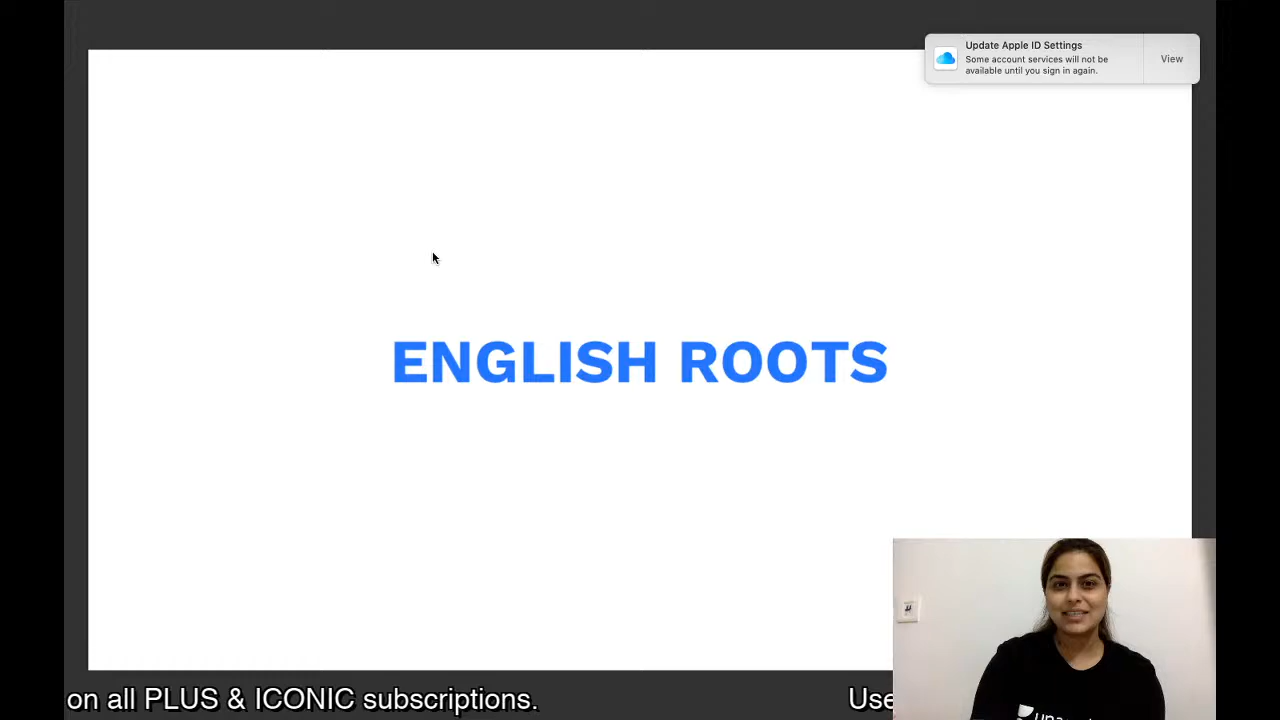 Update Apple ID Settings
Some account services will not be
available until you sign in again.
View
ENGLISH ROOTS
on all PLUS & ICONIC subscriptions.
Use